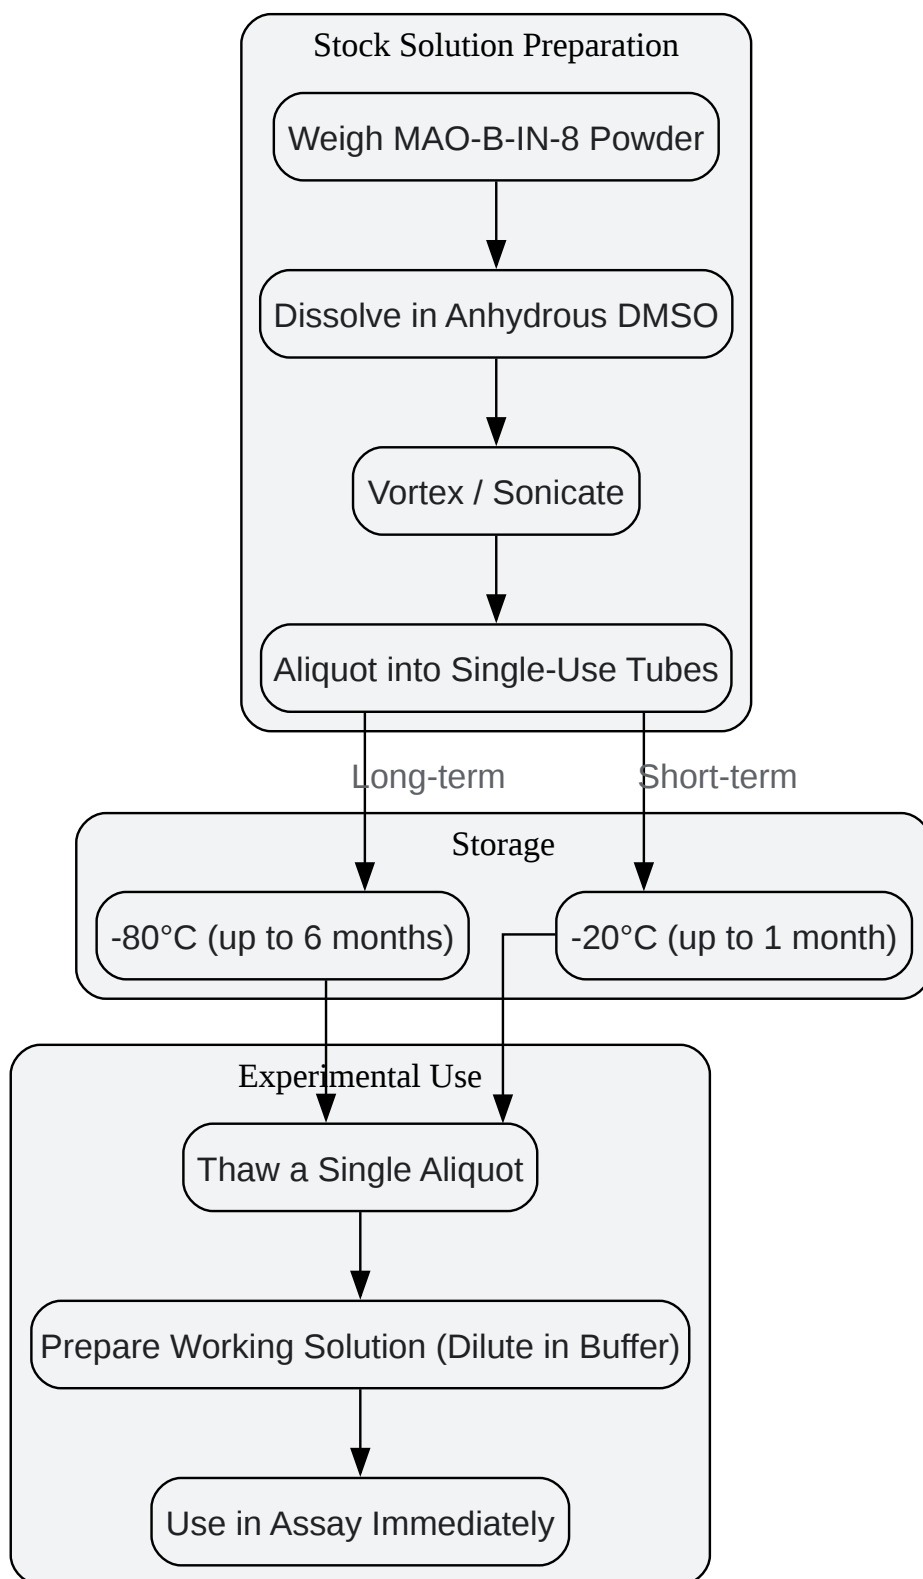 Stock Solution Preparation
Weigh MAO-B-IN-8 Powder
Dissolve in Anhydrous DMSO
Vortex / Sonicate
Aliquot into Single-Use Tubes
Long-term
Short-term
Storage
-80°C (up to 6 months)
-20°C (up to 1 month)
Experimental Use
Thaw a Single Aliquot
Prepare Working Solution (Dilute in Buffer)
Use in Assay Immediately